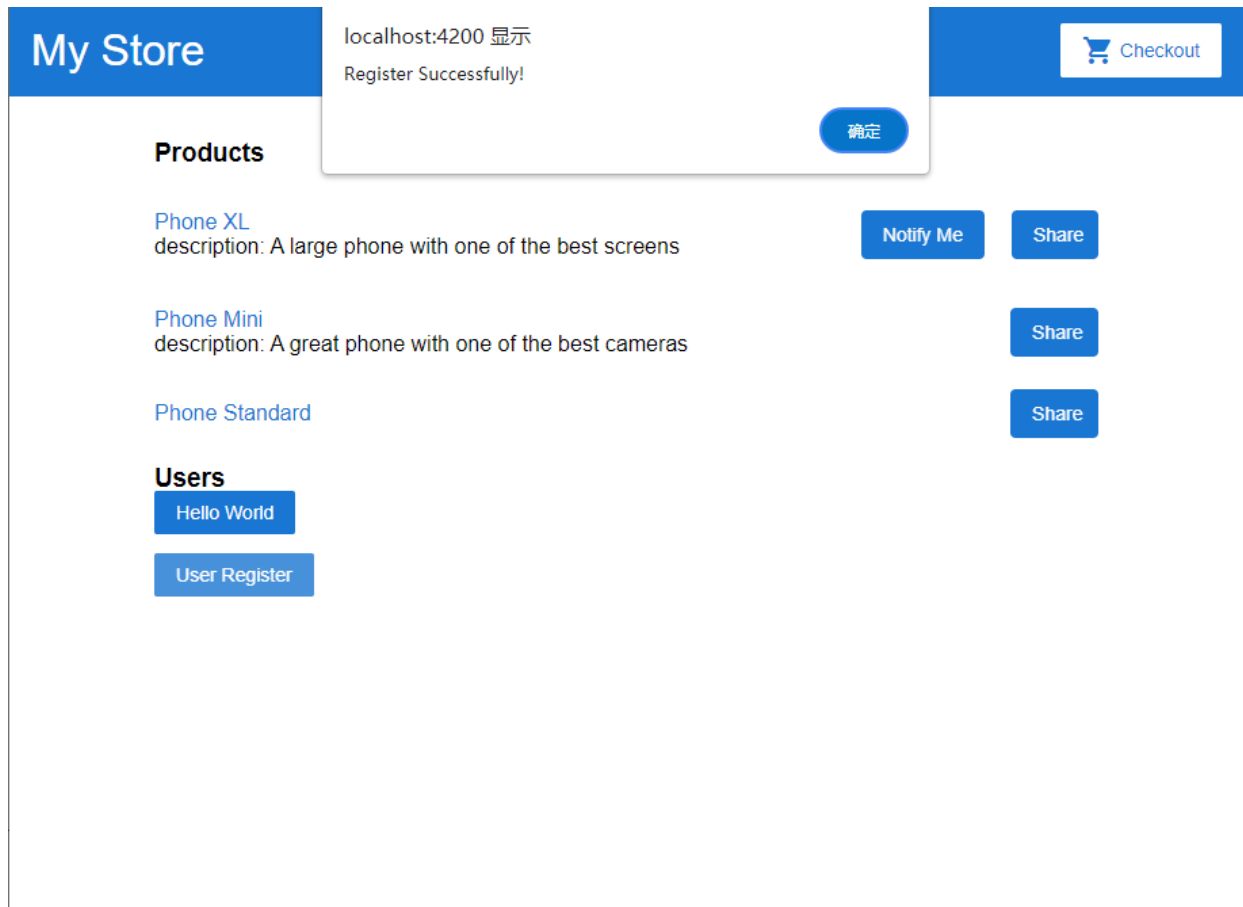 My Store
localhost:4200 显示
Register Successfully!
确定
Checkout
Products
Phone XL
description: A large phone with one of the best screens
Notify Me
Share
Phone Mini
description: A great phone with one of the best cameras
Share
Phone Standard
Share
Users
Hello World
User Register